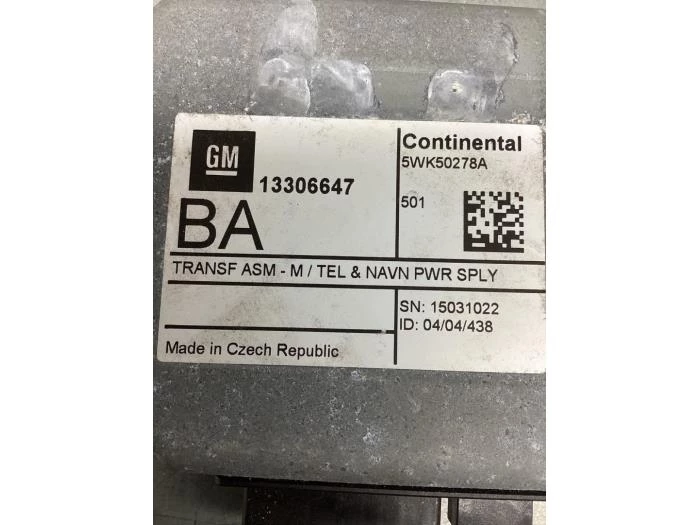 GM
13306647
BA
Continental
5WK50278A
501
TRANSF ASM - M / TEL & NAVN PWR SPLY
SN: 15031022
ID: 04/04/438
Made in Czech Republic